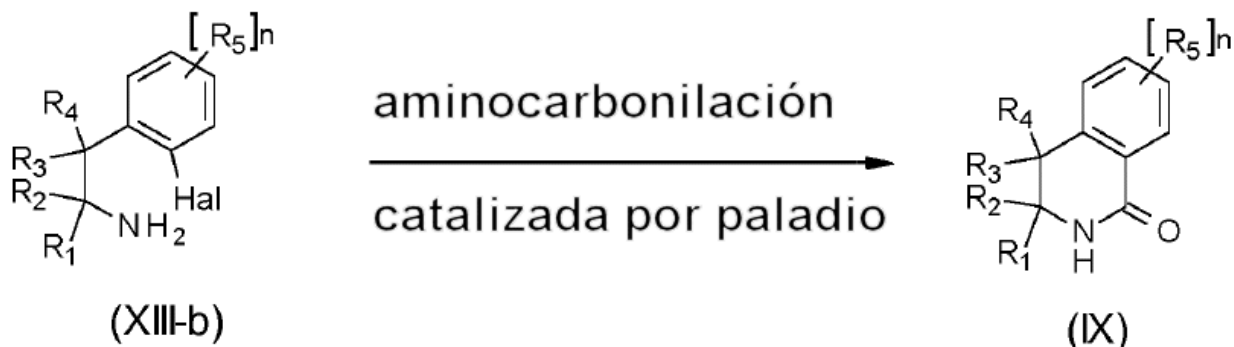 [R5]n
R4
R3
R2
R1
Hal
NH2
(XIII-b)
aminocarbonilación
catalizada por paladio
[R5]n
R4
R3
R2
R1
N
H
O
(IX)